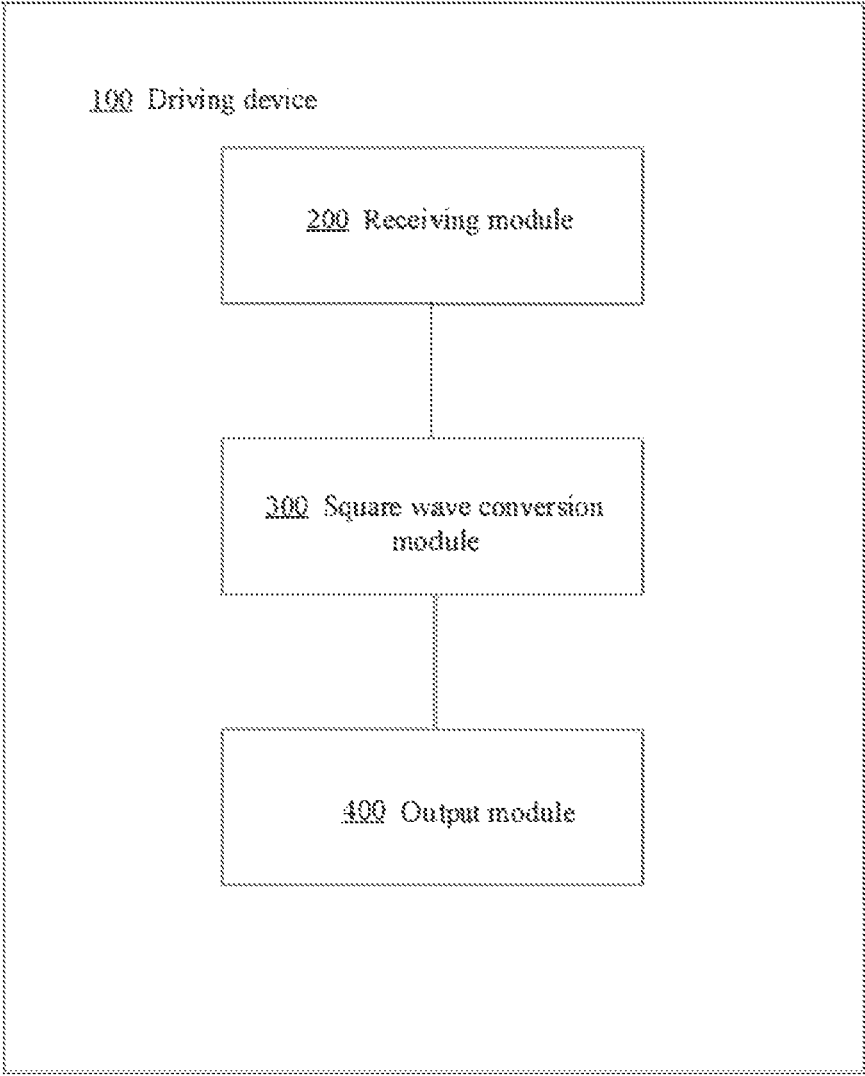 100 Driving device
200 Receiving module
300 Square wave conversion
module
400 Output module